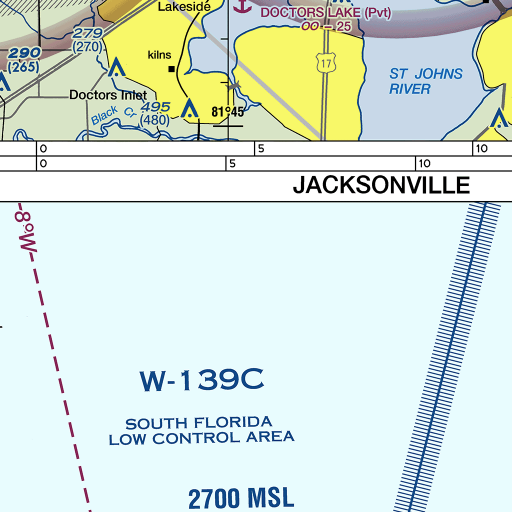 Lakeside
DOCTORS LAKE (Pvt)
OO – 25
279
(270)
290
(265)
kilns
17
ST JOHNS
RIVER
Doctors Inlet
Black Cr.
495
(480)
81°45
0 5 10
0 5 10
JACKSONVILLE
8°W
W-139C
SOUTH FLORIDA
LOW CONTROL AREA
2700 MSL